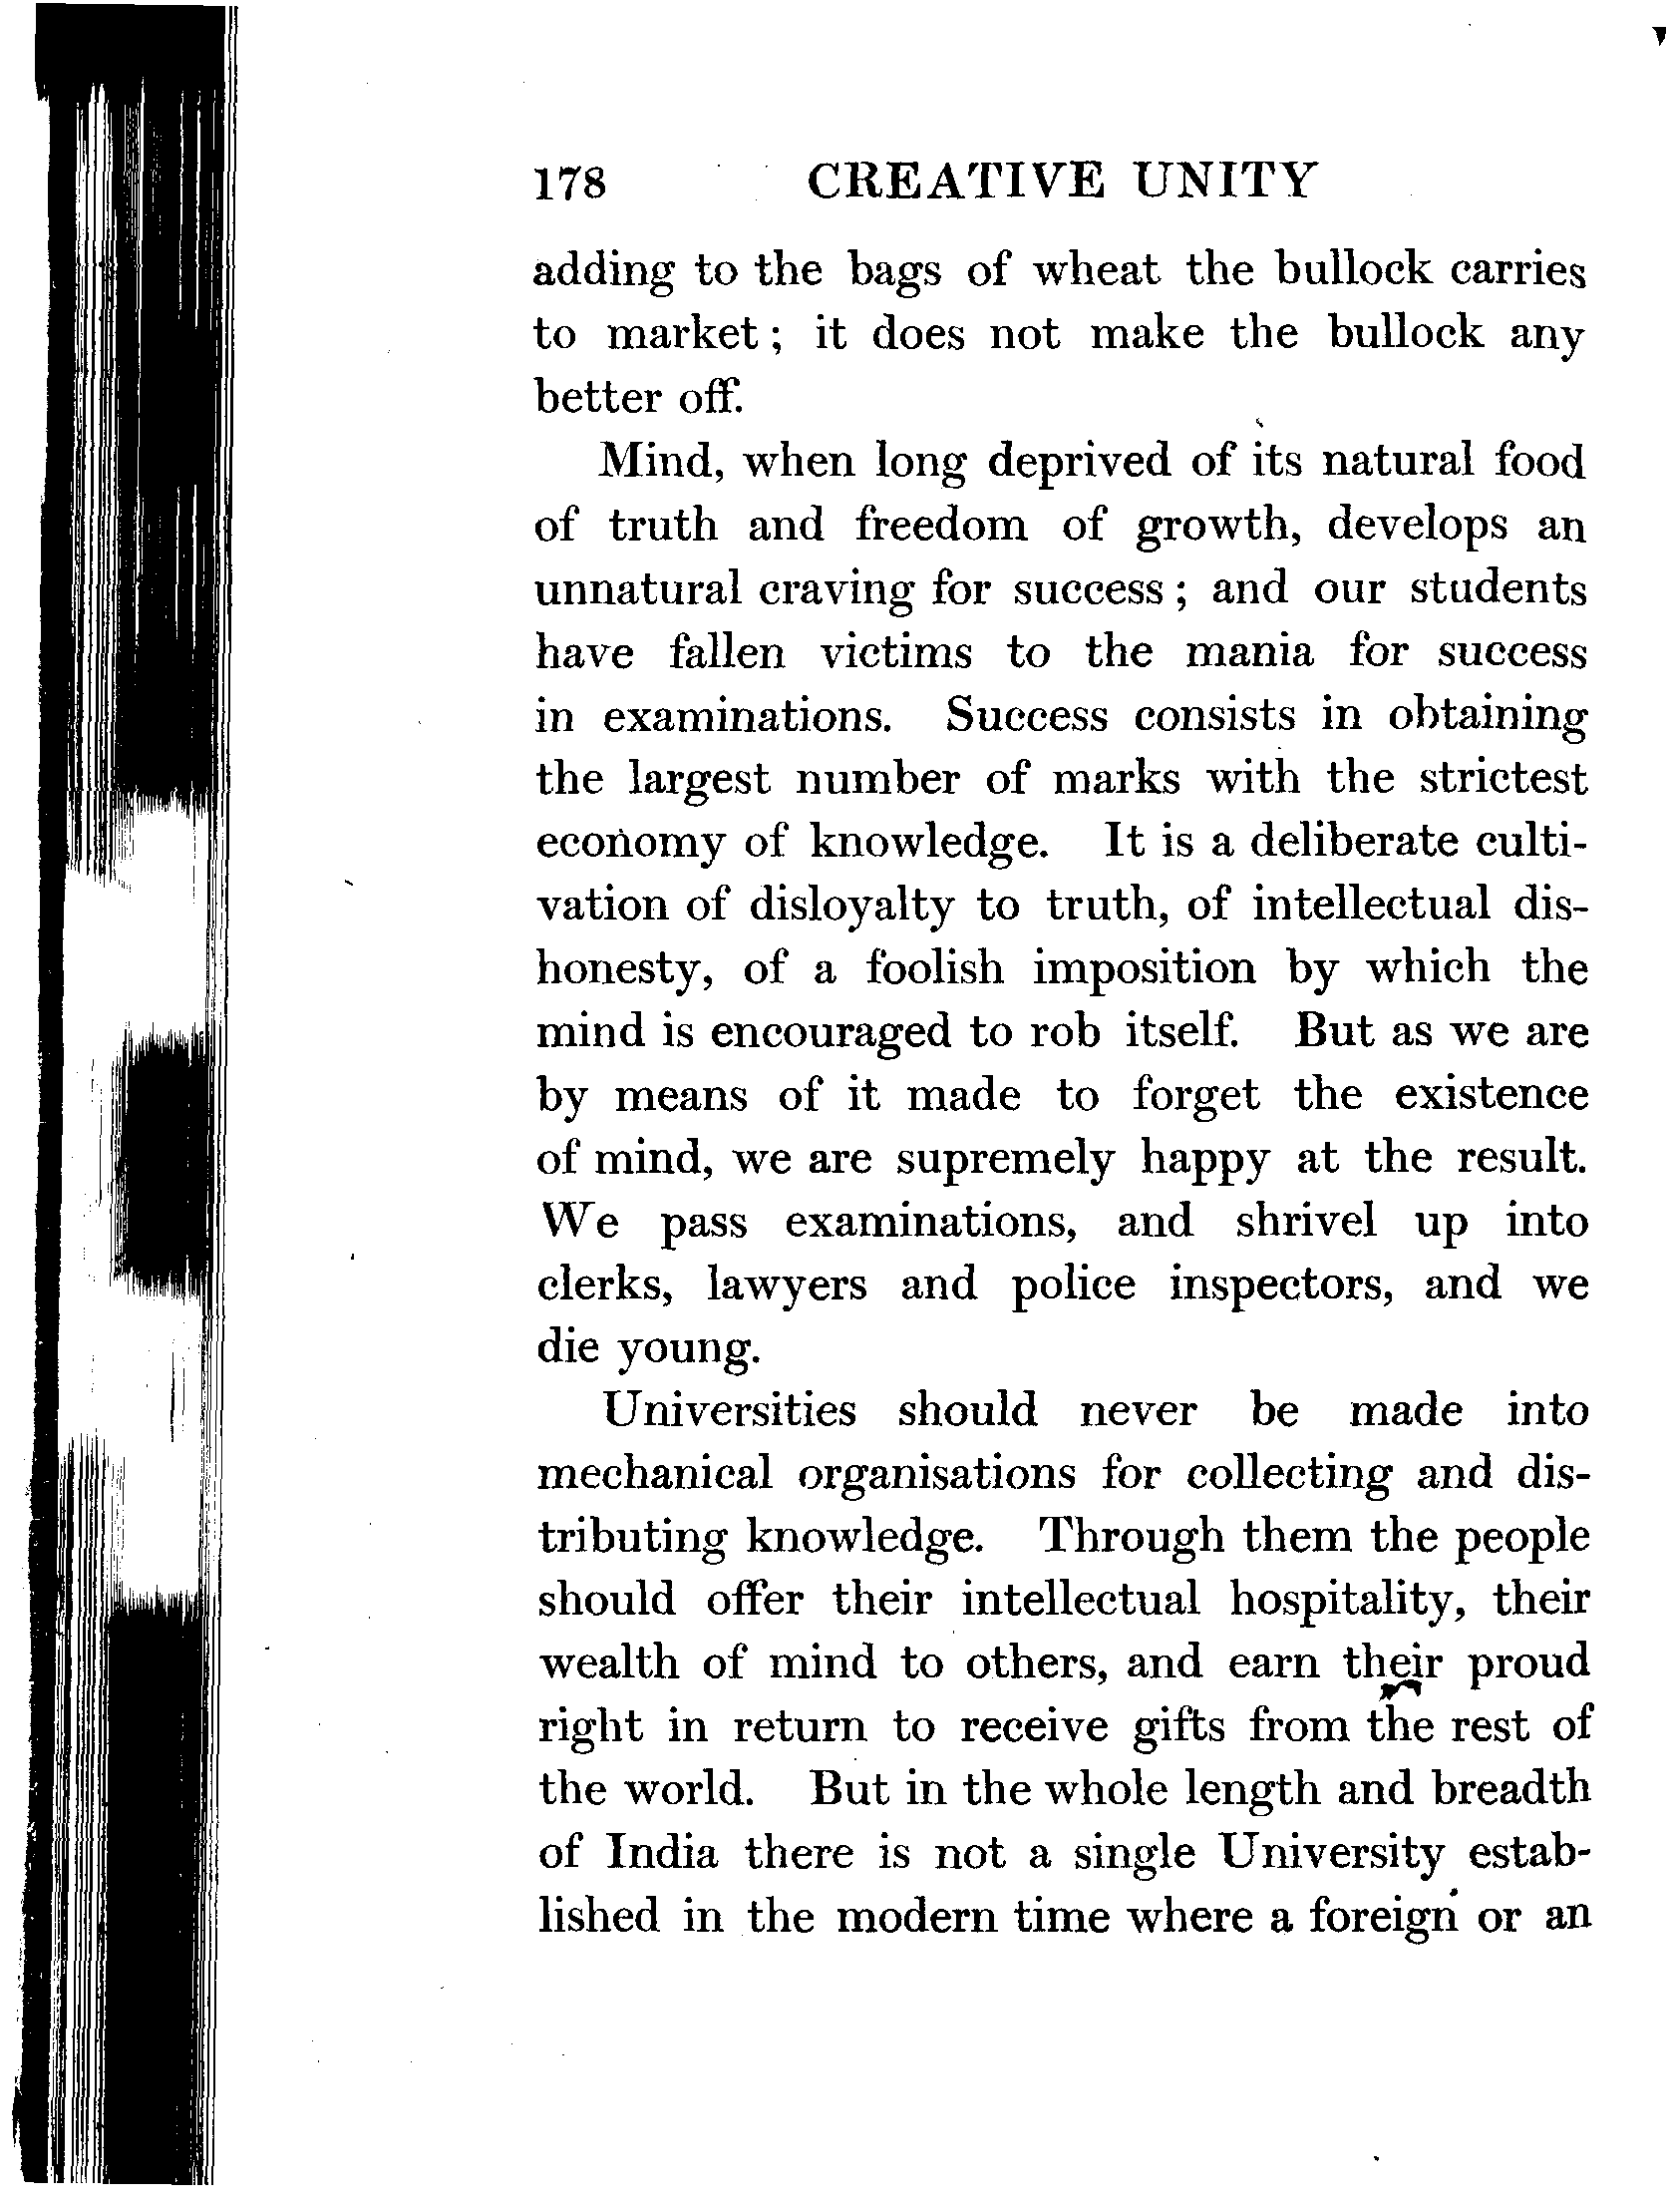 178 CREATIVE UNITY
adding to the bags of wheat the bullock carries
to market ; it does not make the bullock any
better off.
Mind, when long deprived of its natural food
of truth and freedom of growth, develops an
unnatural craving for success ; and our students
have fallen victims to the mania for success
in examinations. Success consists in obtaining
the largest number of marks with the strictest
economy of knowledge. It is a deliberate culti-
vation of disloyalty to truth, of intellectual dis-
honesty, of a foolish imposition by which the
mind is encouraged to rob itself. But as we are
by means of it made to forget the existence
of mind, we are supremely happy at the result.
We pass examinations, and shrivel up into
clerks, lawyers and police inspectors, and we
die young.
Universities should never be made into
mechanical organisations for collecting and dis-
tributing knowledge. Through them the people
should offer their intellectual hospitality, their
wealth of mind to others, and earn their proud
right in return to receive gifts from the rest of
the world. But in the whole length and breadth
of India there is not a single University estab-
lished in the modern time where a foreign or an